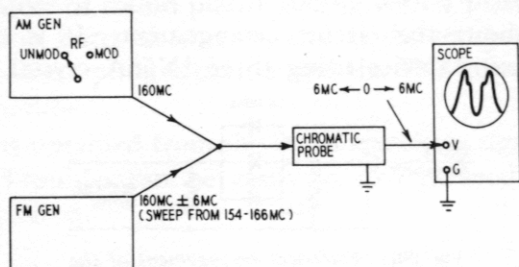 AM GEN
RF
UNMOD
MOD
160MC
FM GEN
160MC ± 6MC
(SWEEP FROM 154-166MC)
CHROMATIC
PROBE
6MC ← 0 → 6MC
SCOPE
V
G